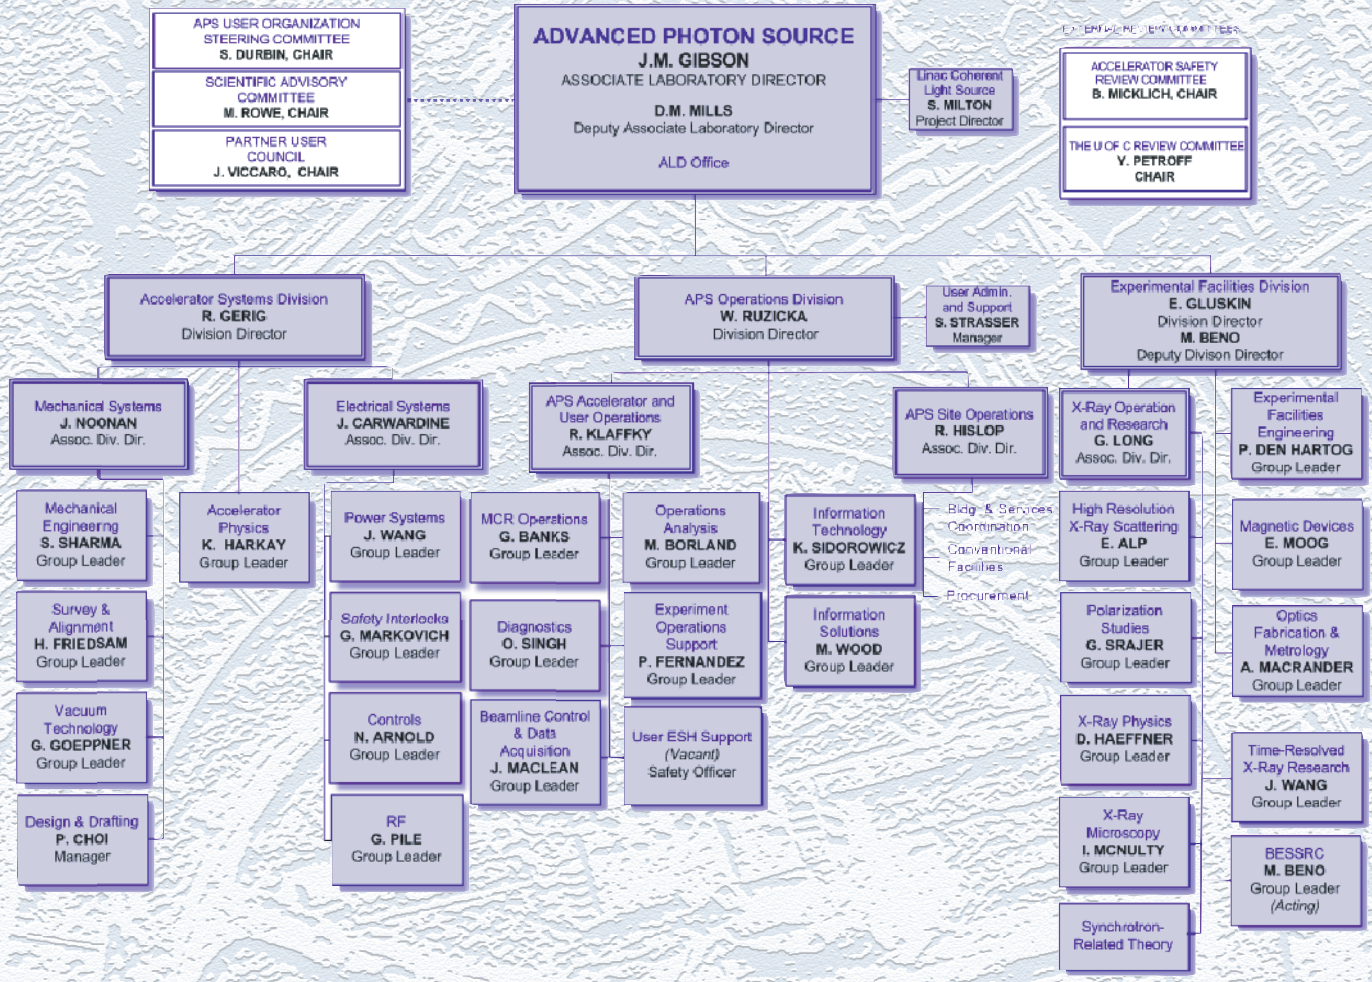 APS USER ORGANIZATION
STEERING COMMITTEE
S. DURBIN, CHAIR
SCIENTIFIC ADVISORY
COMMITTEE
M. ROWE, CHAIR
PARTNER USER
COUNCIL
J. VICCARO, CHAIR
ADVANCED PHOTON SOURCE
J.M. GIBSON
ASSOCIATE LABORATORY DIRECTOR
D.M. MILLS
Deputy Associate Laboratory Director
ALD Office
Linac Coherent
Light Source
S. MILTON
Project Director
EXTERNAL REVIEW COMMITTEES
ACCELERATOR SAFETY
REVIEW COMMITTEE
B. MICKLICH, CHAIR
THE U OF C REVIEW COMMITTEE
Y. PETROFF
CHAIR
Accelerator Systems Division
R. GERIG
Division Director
APS Operations Division
W. RUZICKA
Division Director
User Admin.
and Support
S. STRASSER
Manager
Experimental Facilities Division
E. GLUSKIN
Division Director
M. BENO
Deputy Divison Director
Mechanical Systems
J. NOONAN
Assoc. Div. Dir.
Electrical Systems
J. CARWARDINE
Assoc. Div. Dir.
APS Accelerator and
User Operations
R. KLAFFKY
Assoc. Div. Dir.
APS Site Operations
R. HISLOP
Assoc. Div. Dir.
X-Ray Operation
and Research
G. LONG
Assoc. Div. Dir.
Experimental
Facilities
Engineering
P. DEN HARTOG
Group Leader
Mechanical
Engineering
S. SHARMA
Group Leader
Accelerator
Physics
K. HARKAY
Group Leader
Power Systems
J. WANG
Group Leader
MCR Operations
G. BANKS
Group Leader
Operations
Analysis
M. BORLAND
Group Leader
Information
Technology
K. SIDOROWICZ
Group Leader
Bldg & Services
Coordination
Conventional
Facilities
Procurement
High Resolution
X-Ray Scattering
E. ALP
Group Leader
Magnetic Devices
E. MOOG
Group Leader
Survey &
Alignment
H. FRIEDSAM
Group Leader
Safety Interlocks
G. MARKOVICH
Group Leader
Diagnostics
O. SINGH
Group Leader
Experiment
Operations
Support
P. FERNANDEZ
Group Leader
Information
Solutions
M. WOOD
Group Leader
Polarization
Studies
G. SRAJER
Group Leader
Optics
Fabrication &
Metrology
A. MACRANDER
Group Leader
Vacuum
Technology
G. GOEPPNER
Group Leader
Controls
N. ARNOLD
Group Leader
Beamline Control
& Data
Acquisition
J. MACLEAN
Group Leader
User ESH Support
(Vacant)
Safety Officer
X-Ray Physics
D. HAEFFNER
Group Leader
Time-Resolved
X-Ray Research
J. WANG
Group Leader
Design & Drafting
P. CHOI
Manager
RF
G. PILE
Group Leader
X-Ray
Microscopy
I. MCNULTY
Group Leader
BESSRC
M. BENO
Group Leader
(Acting)
Synchrotron-
Related Theory